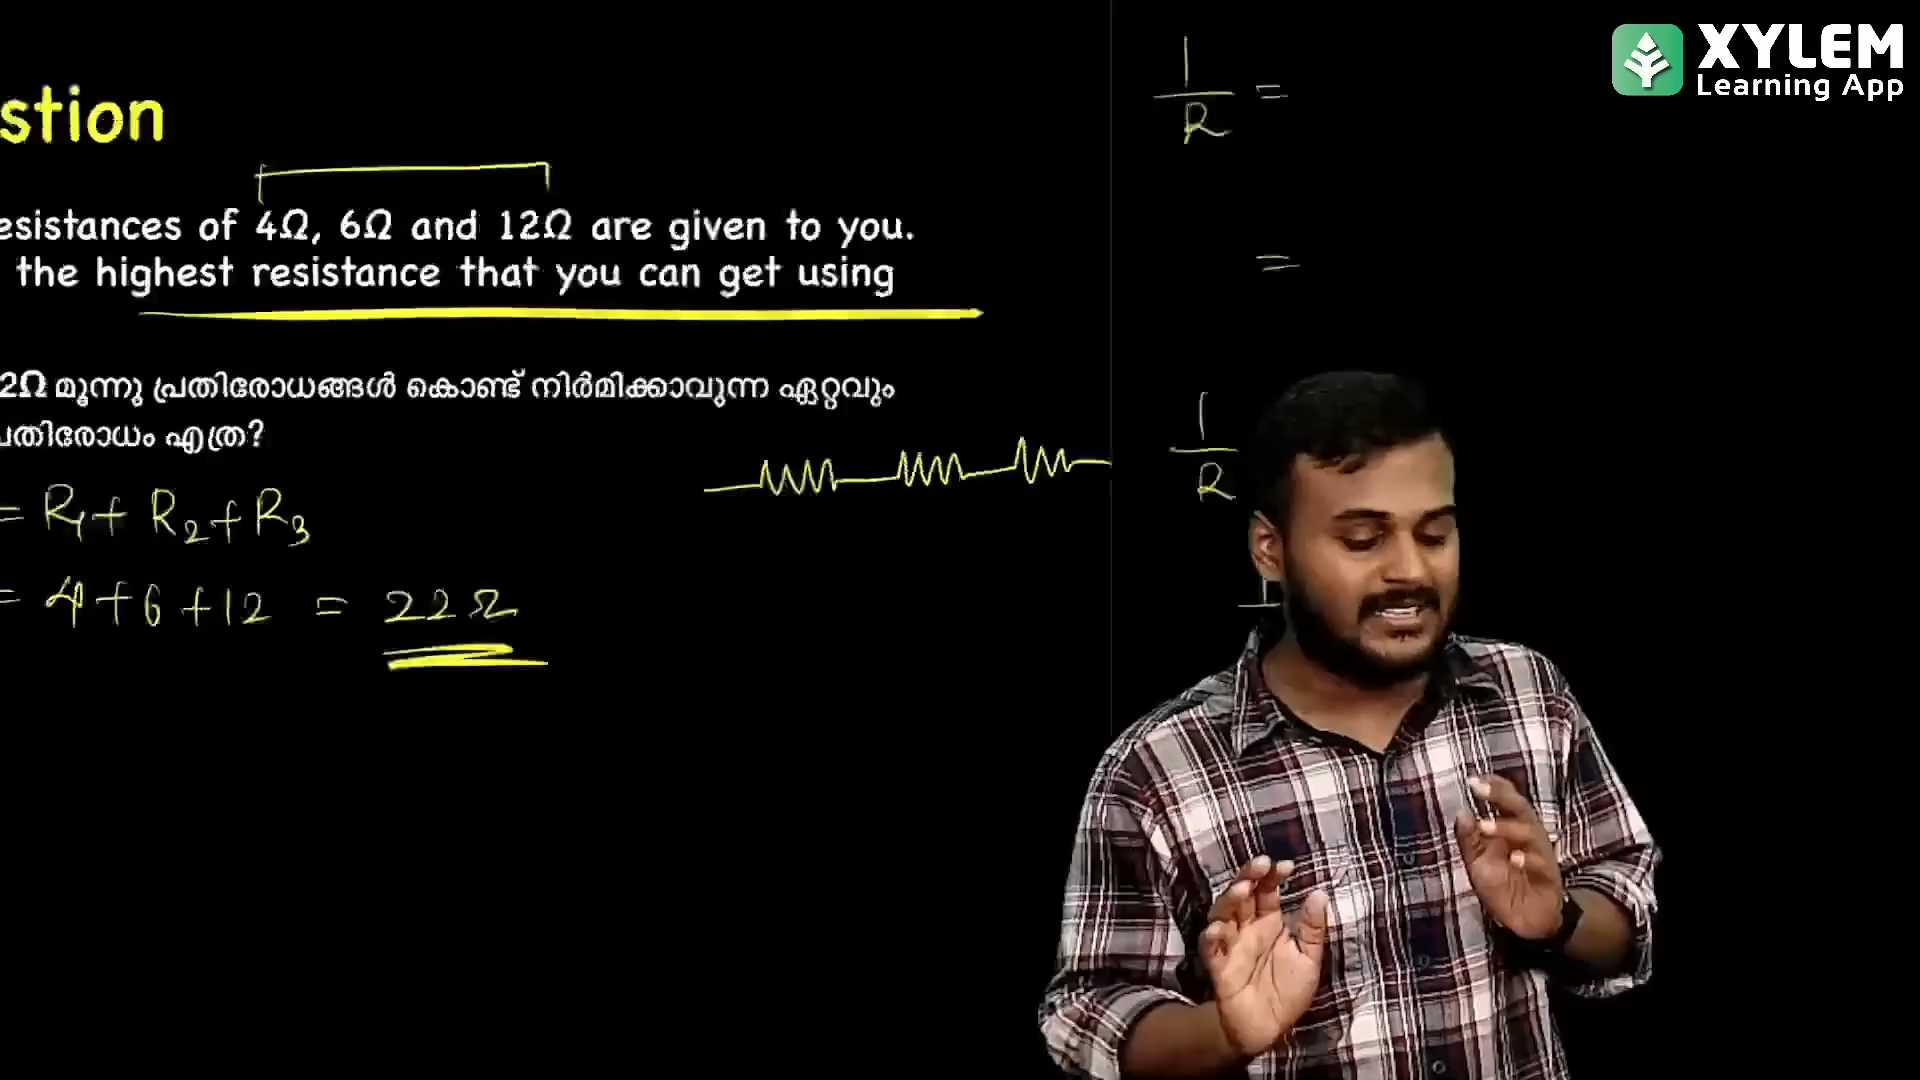 XYLEM
Learning App
stion
esistances of 4Ω, 6Ω and 12Ω are given to you.
the highest resistance that you can get using
2Ω മൂന്നു പ്രതിരോധങ്ങൾ കൊണ്ട് നിർമിക്കാവുന്ന ഏറ്റവും
പ്രതിരോധം എത്ര?
= R1 + R2 + R3
= 4 + 6 + 12 = 22Ω
1/R =
=
1/R